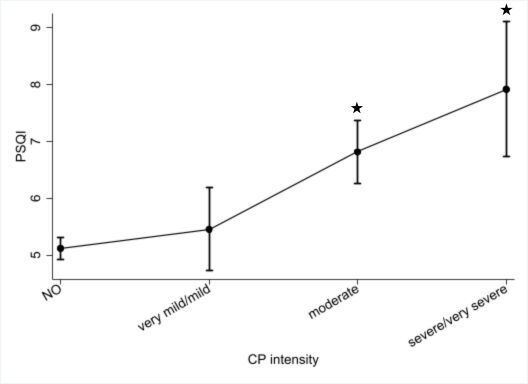 ★
★
9
8
7
6
5
PSQI
NO
very mild/mild
moderate
severe/very severe
CP intensity